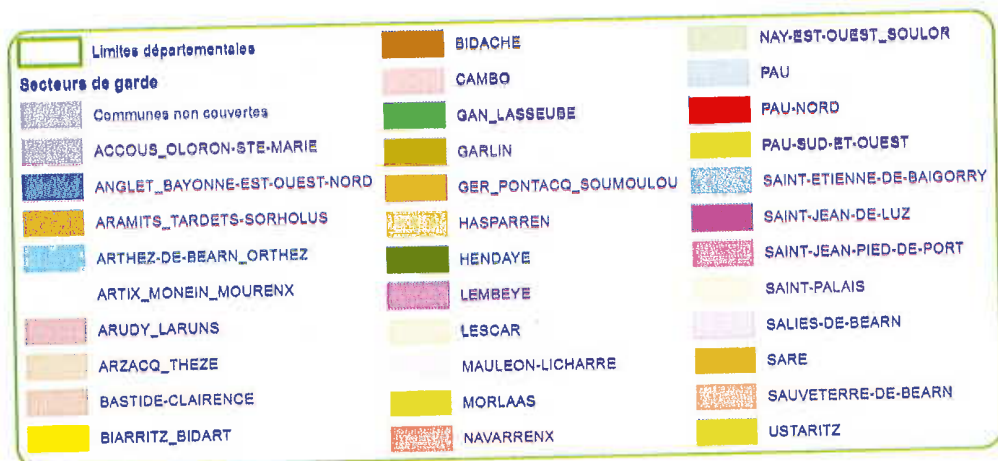 Limites départementales
Secteurs de garde
Communes non couvertes
ACCOUS_OLORON-STE-MARIE
ANGLET_BAYONNE-EST-OUEST-NORD
ARAMITS_TARDETS-SORHOLUS
ARTHEZ-DE-BEARN_ORTHEZ
ARTIX_MONEIN_MOURENX
ARUDY_LARUNS
ARZACQ_THEZE
BASTIDE-CLAIRENCE
BIARRITZ_BIDART
BIDACHE
CAMBO
GAN_LASSEUBE
GARLIN
GER_PONTACQ_SOUMOULOU
HASPARREN
HENDAYE
LEMBEYE
LESCAR
MAULEON-LICHARRE
MORLAAS
NAVARRENX
NAY-EST-OUEST_SOULOR
PAU
PAU-NORD
PAU-SUD-ET-OUEST
SAINT-ETIENNE-DE-BAIGORRY
SAINT-JEAN-DE-LUZ
SAINT-JEAN-PIED-DE-PORT
SAINT-PALAIS
SALIES-DE-BEARN
SARE
SAUVETERRE-DE-BEARN
USTARITZ